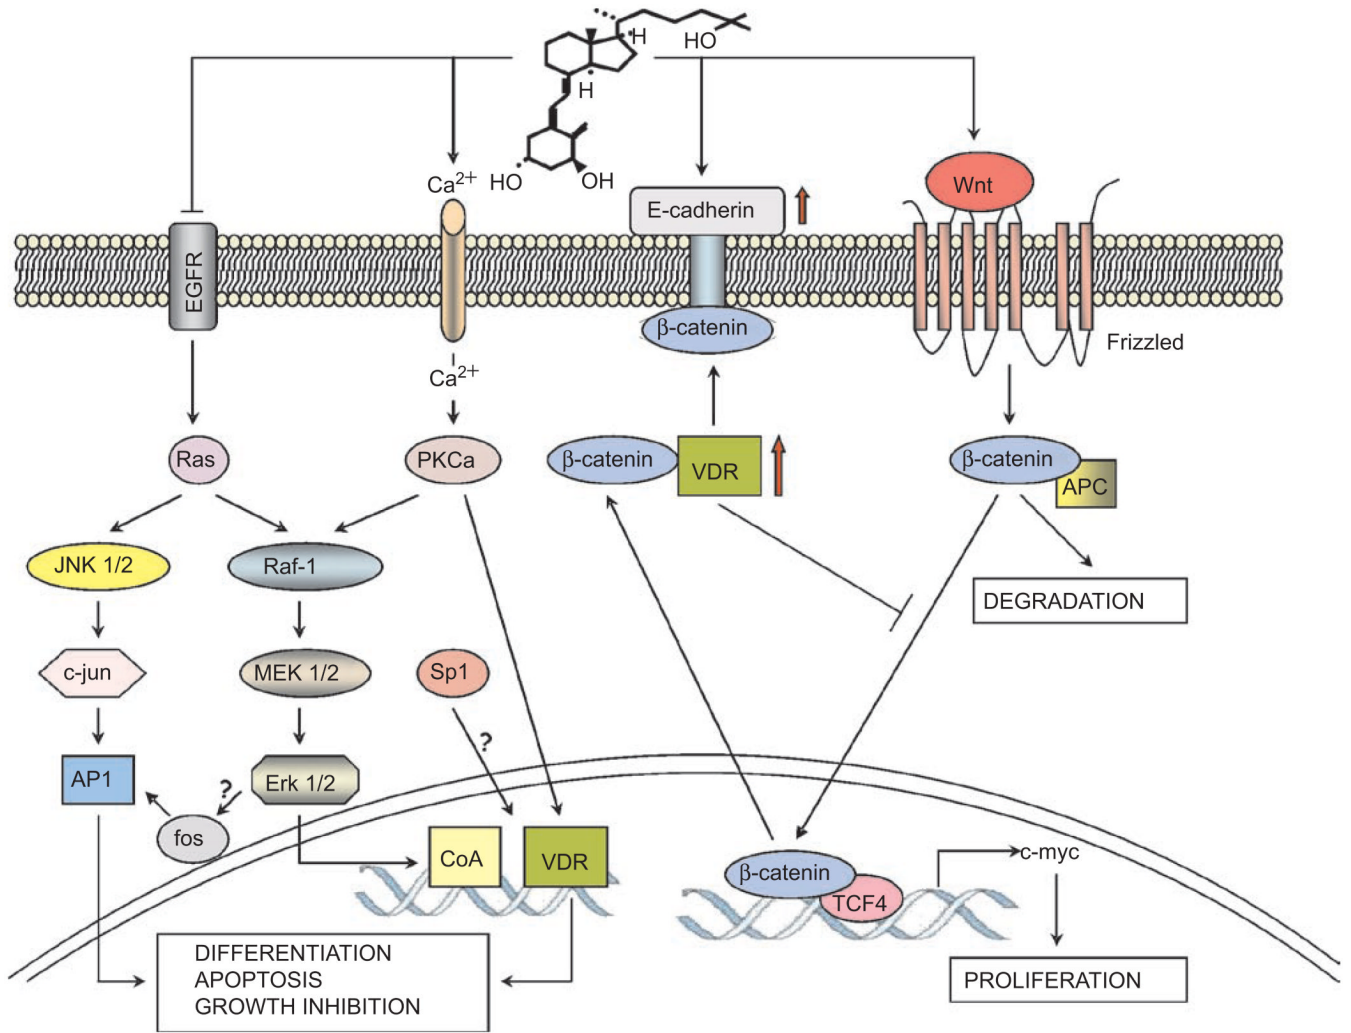 H
HO
H
HO
OH
Ca2+
E-cadherin
Wnt
EGFR
β-catenin
Frizzled
Ca2+
Ras
PKCa
β-catenin
VDR
β-catenin
APC
JNK 1/2
Raf-1
DEGRADATION
c-jun
MEK 1/2
Sp1
?
AP1
?
Erk 1/2
fos
CoA
VDR
β-catenin
TCF4
c-myc
DIFFERENTIATION
APOPTOSIS
GROWTH INHIBITION
PROLIFERATION